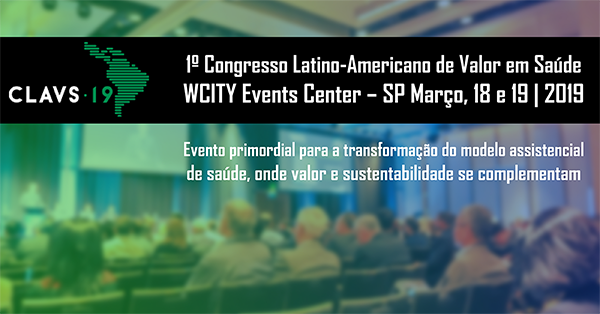 CLAVS·19
1º Congresso Latino-Americano de Valor em Saúde
WCITY Events Center – SP Março, 18 e 19 | 2019
Evento primordial para a transformação do modelo assistencial
de saúde, onde valor e sustentabilidade se complementam